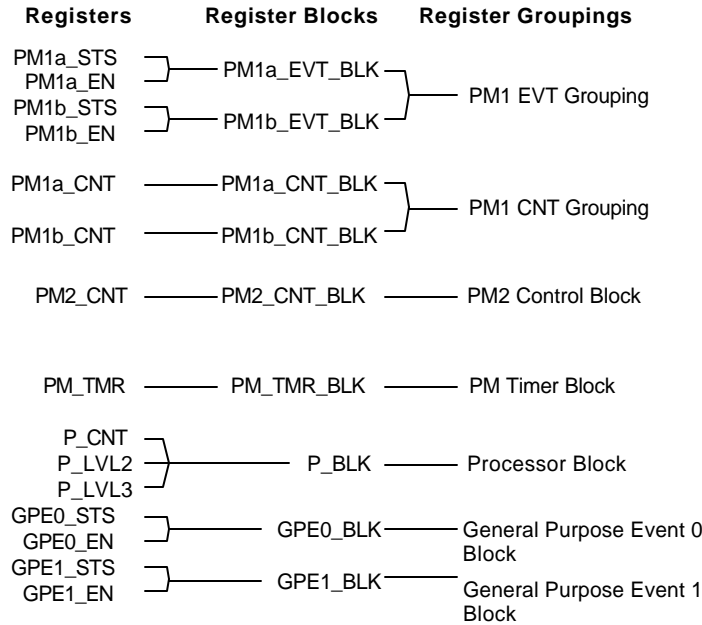 Registers Register Blocks Register Groupings
PM1a_STS
PM1a_EN
PM1a_EVT_BLK
PM1b_STS
PM1b_EN
PM1b_EVT_BLK
PM1 EVT Grouping
PM1a_CNT PM1a_CNT_BLK
PM1b_CNT PM1b_CNT_BLK
PM1 CNT Grouping
PM2_CNT PM2_CNT_BLK PM2 Control Block
PM_TMR PM_TMR_BLK PM Timer Block
P_CNT
P_LVL2
P_LVL3
P_BLK Processor Block
GPE0_STS
GPE0_EN
GPE0_BLK General Purpose Event 0
Block
GPE1_STS
GPE1_EN
GPE1_BLK General Purpose Event 1
Block